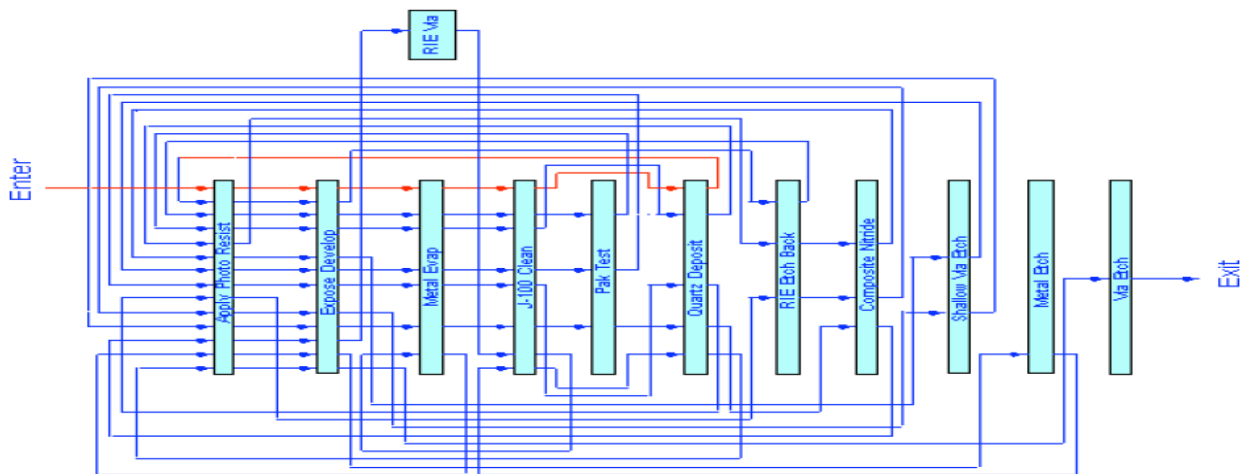 Enter
RIE Via
Apply Photo Resist
Expose Develop
Metal Evap
J-100 Clean
Pak Test
Quartz Deposit
RIE Etch Back
Composite Nitride
Shallow Via Etch
Metal Etch
Via Etch
Exit